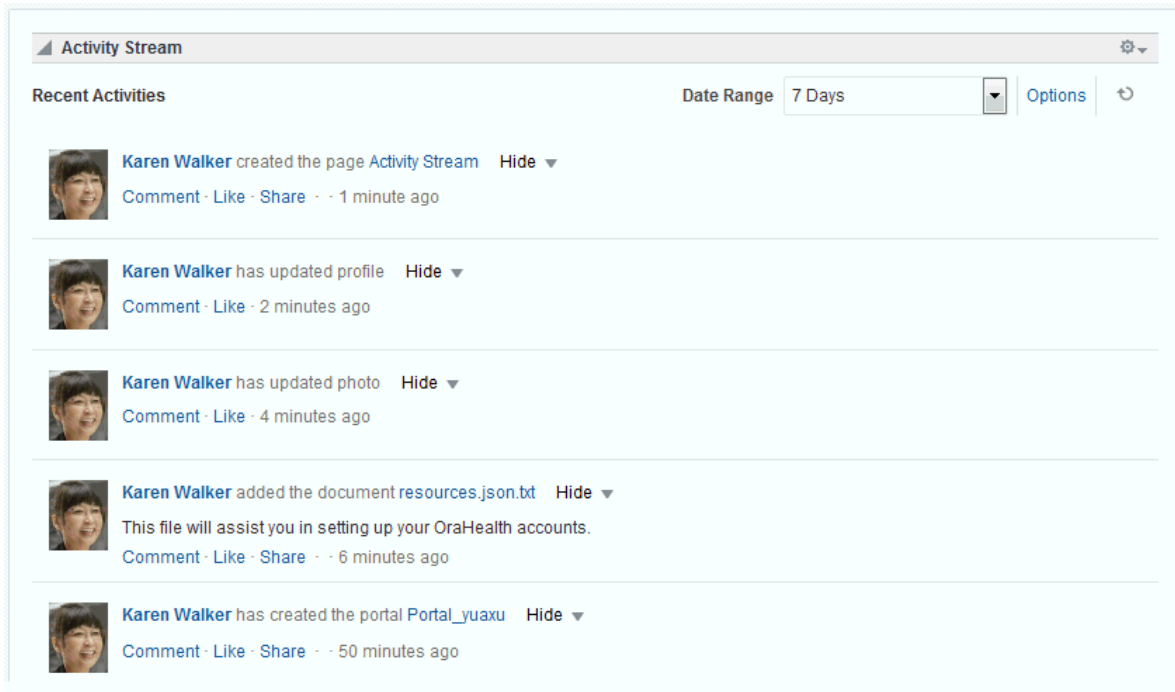 Activity Stream
Recent Activities Date Range 7 Days Options
Karen Walker created the page Activity Stream Hide
Comment · Like · Share · · 1 minute ago
Karen Walker has updated profile Hide
Comment · Like · 2 minutes ago
Karen Walker has updated photo Hide
Comment · Like · 4 minutes ago
Karen Walker added the document resources.json.txt Hide
This file will assist you in setting up your OraHealth accounts.
Comment · Like · Share · · 6 minutes ago
Karen Walker has created the portal Portal_yuaxu Hide
Comment · Like · Share · · 50 minutes ago